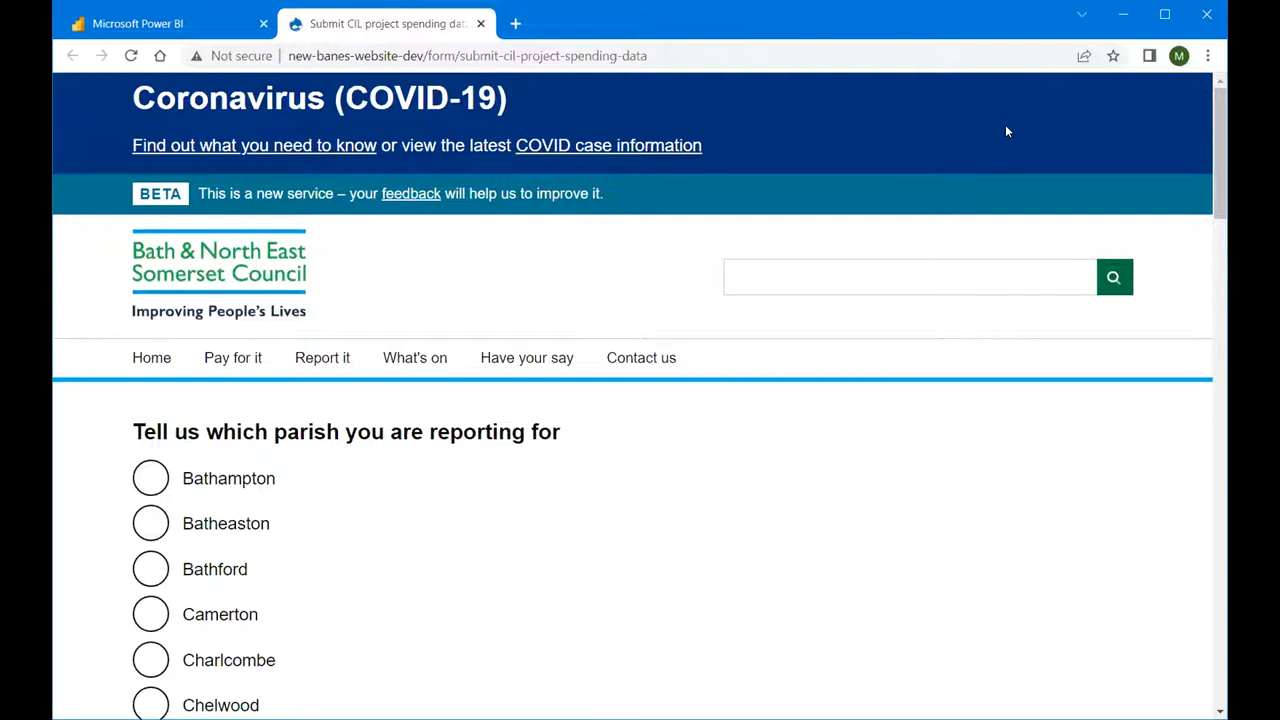 Microsoft Power BI
Submit CIL project spending dat
Not secure
new-banes-website-dev/form/submit-cil-project-spending-data
M
Coronavirus (COVID-19)
Find out what you need to know or view the latest COVID case information
BETA This is a new service – your feedback will help us to improve it.
Bath & North East
Somerset Council
Improving People's Lives
Home Pay for it Report it What's on Have your say Contact us
Tell us which parish you are reporting for
Bathampton
Batheaston
Bathford
Camerton
Charlcombe
Chelwood